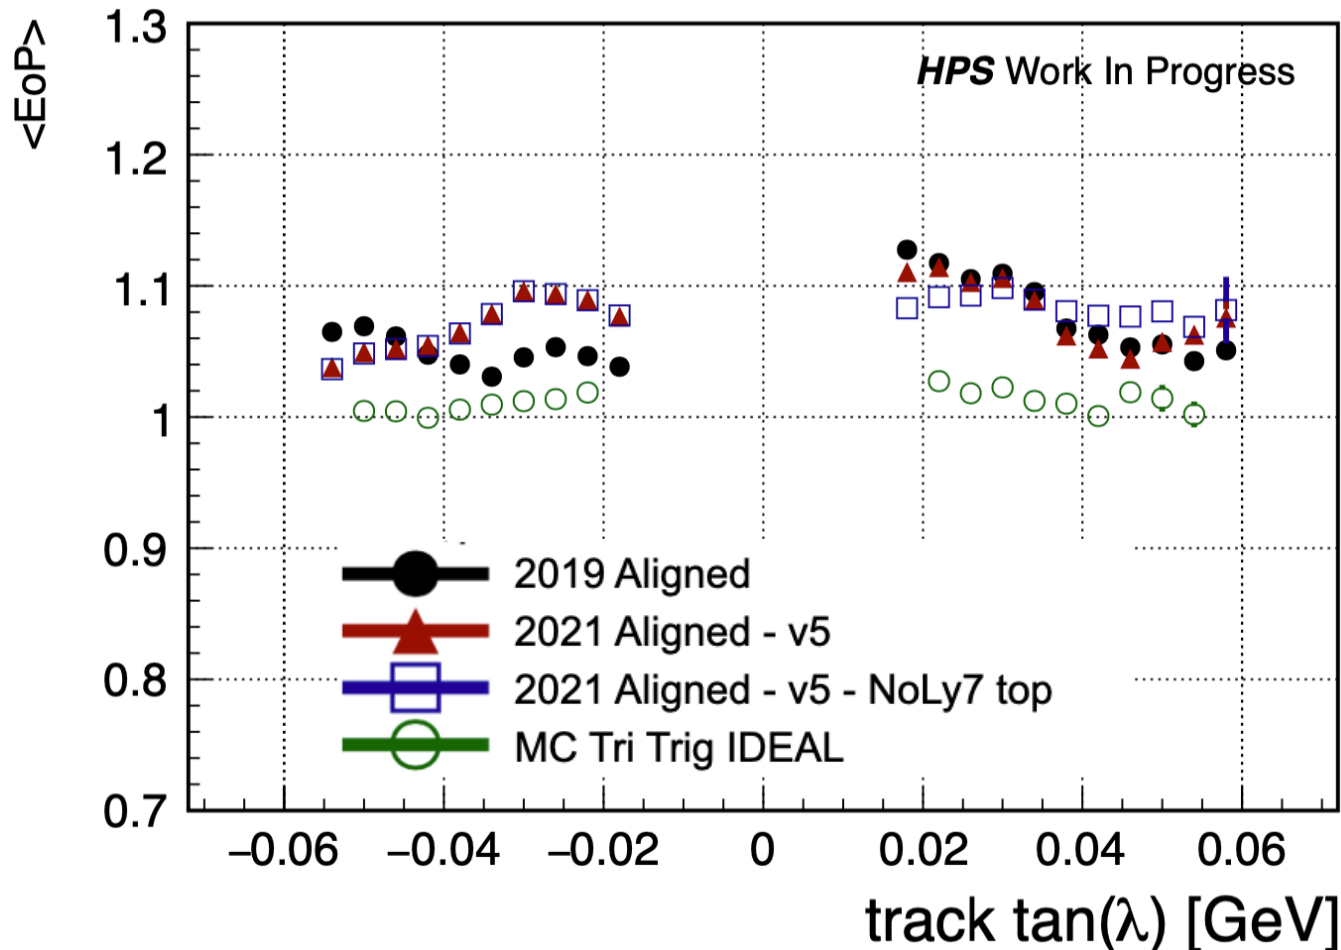 <EoP>
1.3
1.2
1.1
1
0.9
0.8
0.7
HPS Work In Progress
2019 Aligned
2021 Aligned - v5
2021 Aligned - v5 - NoLy7 top
MC Tri Trig IDEAL
−0.06 −0.04 −0.02 0 0.02 0.04 0.06
track tan(λ) [GeV]